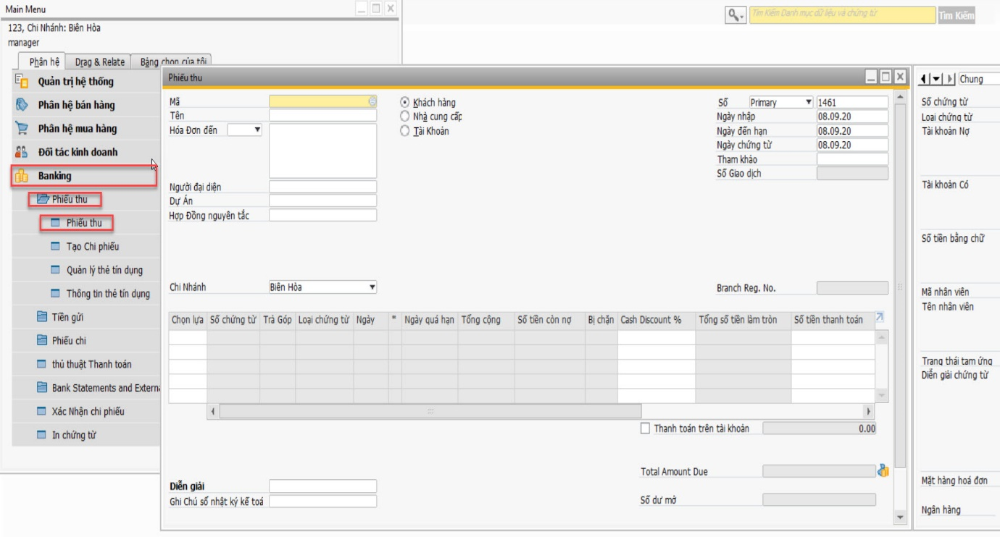 Main Menu
Tìm Kiếm Danh mục dữ liệu và chứng từ
Tìm Kiếm
123, Chi Nhánh: Biên Hòa
manager
Phân hệ
Drag & Relate
Bảng chọn của tôi
Quản trị hệ thống
Phân hệ bán hàng
Phân hệ mua hàng
Đối tác kinh doanh
Banking
Phiếu thu
Phiếu thu
Tạo Chi phiếu
Quản lý thẻ tín dụng
Thông tin thẻ tín dụng
Tiền gửi
Phiếu chi
thủ thuật Thanh toán
Bank Statements and Externa
Xác Nhận chi phiếu
In chứng từ
Phiếu thu
Mã
Tên
Hóa Đơn đến
Người đại diện
Dự Án
Hợp Đồng nguyên tắc
Khách hàng
Nhà cung cấp
Tài Khoản
Số Primary 1461
Ngày nhập 08.09.20
Ngày đến hạn 08.09.20
Ngày chứng từ 08.09.20
Tham khảo
Số Giao dịch
Chi Nhánh Biên Hòa
Branch Reg. No.
Chọn lựa Số chứng từ Trả Góp Loại chứng từ Ngày * Ngày quá hạn Tổng cộng Số tiền còn nợ Bị chặn Cash Discount % Tổng số tiền làm tròn Số tiền thanh toán
Thanh toán trên tài khoản 0.00
Total Amount Due
Số dư mở
Diễn giải
Ghi Chú sổ nhật ký kế toá
Chung
Số chứng từ
Loại chứng từ
Tài khoản Nợ
Tài khoản Có
Số tiền bằng chữ
Mã nhân viên
Tên nhân viên
Trạng thái tạm ứng
Diễn giải chứng từ
Mặt hàng hoá đơn
Ngân hàng